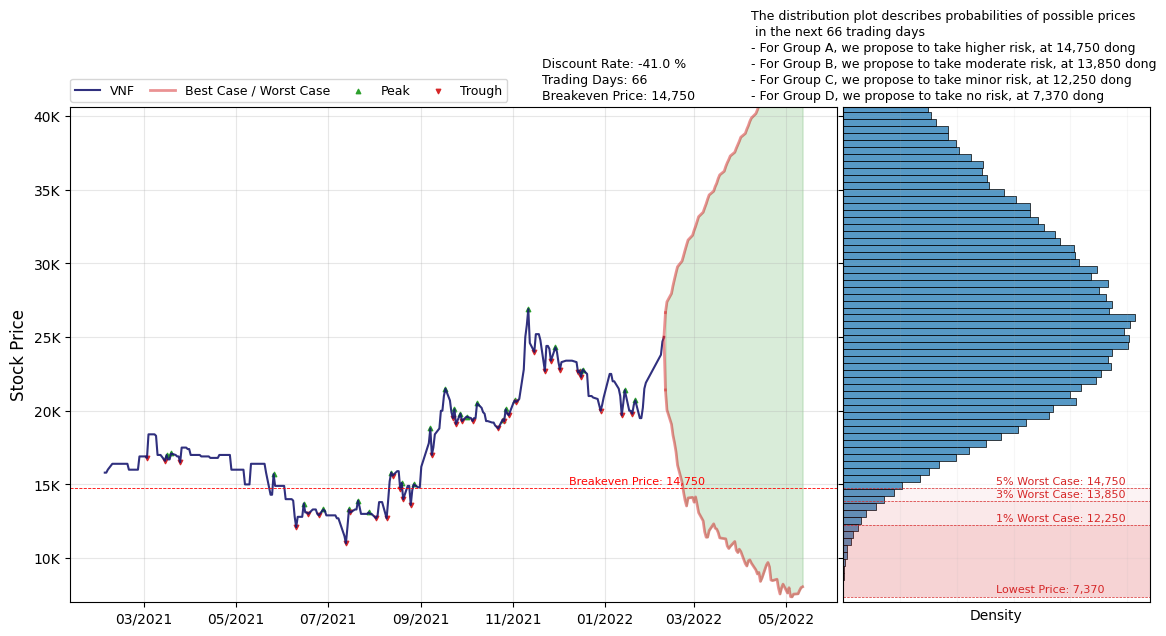 The distribution plot describes probabilities of possible prices
in the next 66 trading days
- For Group A, we propose to take higher risk, at 14,750 dong
- For Group B, we propose to take moderate risk, at 13,850 dong
- For Group C, we propose to take minor risk, at 12,250 dong
- For Group D, we propose to take no risk, at 7,370 dong
Discount Rate: -41.0 %
Trading Days: 66
Breakeven Price: 14,750
VNF
Best Case / Worst Case
Peak
Trough
Stock Price
40K
35K
30K
25K
20K
15K
10K
Breakeven Price: 14,750
5% Worst Case: 14,750
3% Worst Case: 13,850
1% Worst Case: 12,250
Lowest Price: 7,370
03/2021
05/2021
07/2021
09/2021
11/2021
01/2022
03/2022
05/2022
Density